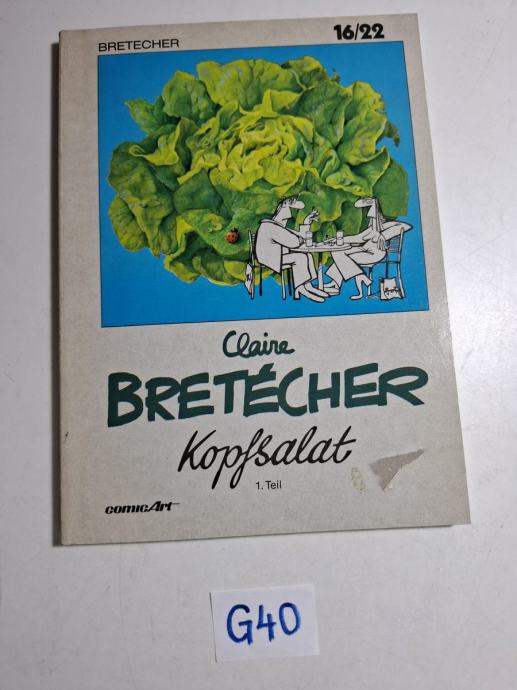 BRETECHER
16/22
Claire
BRETÉCHER
Kopfsalat
1. Teil
comicArt
G40